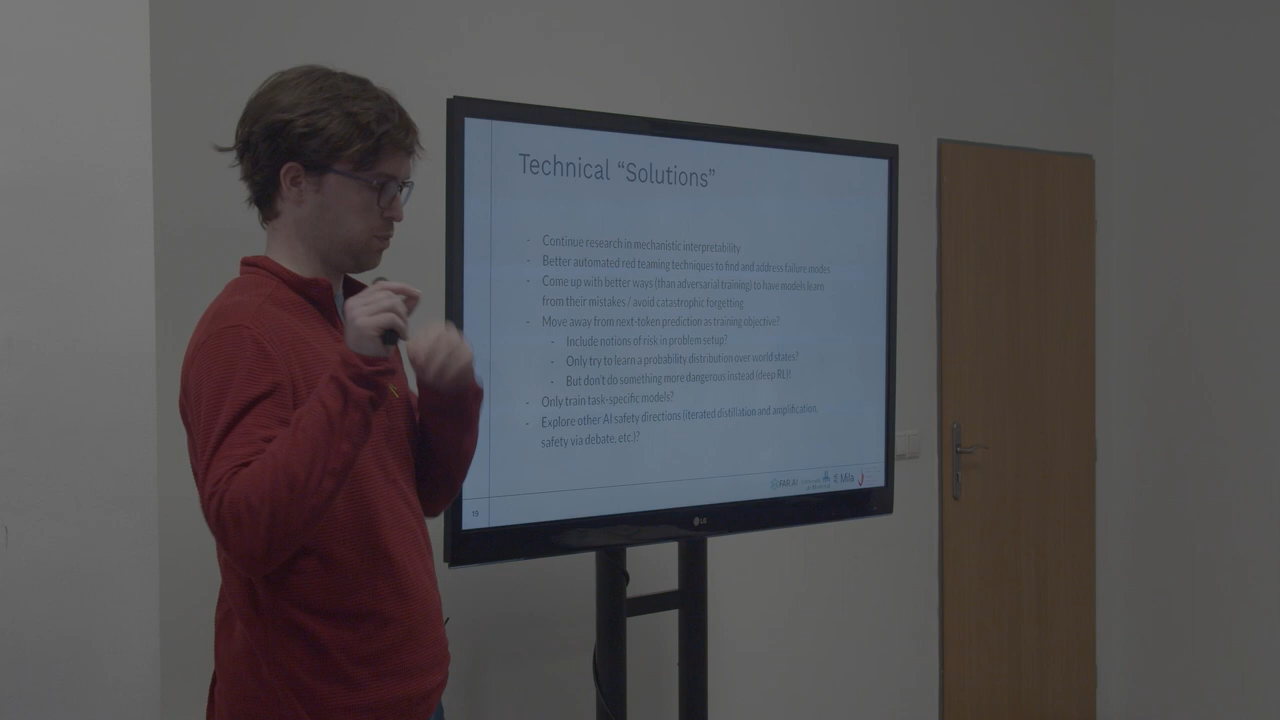 Technical “Solutions”
- Continue research in mechanistic interpretability
- Better automated red teaming techniques to find and address failure modes
- Come up with better ways (than adversarial training) to have models learn
from their mistakes / avoid catastrophic forgetting
- Move away from next-token prediction as training objective?
- Include notions of risk in problem setup?
- Only try to learn a probability distribution over world states?
- But don't do something more dangerous instead (deep RL)!
- Only train task-specific models?
- Explore other AI safety directions (iterated distillation and amplification,
safety via debate, etc.)?
19
FAR AI
Mila
LG